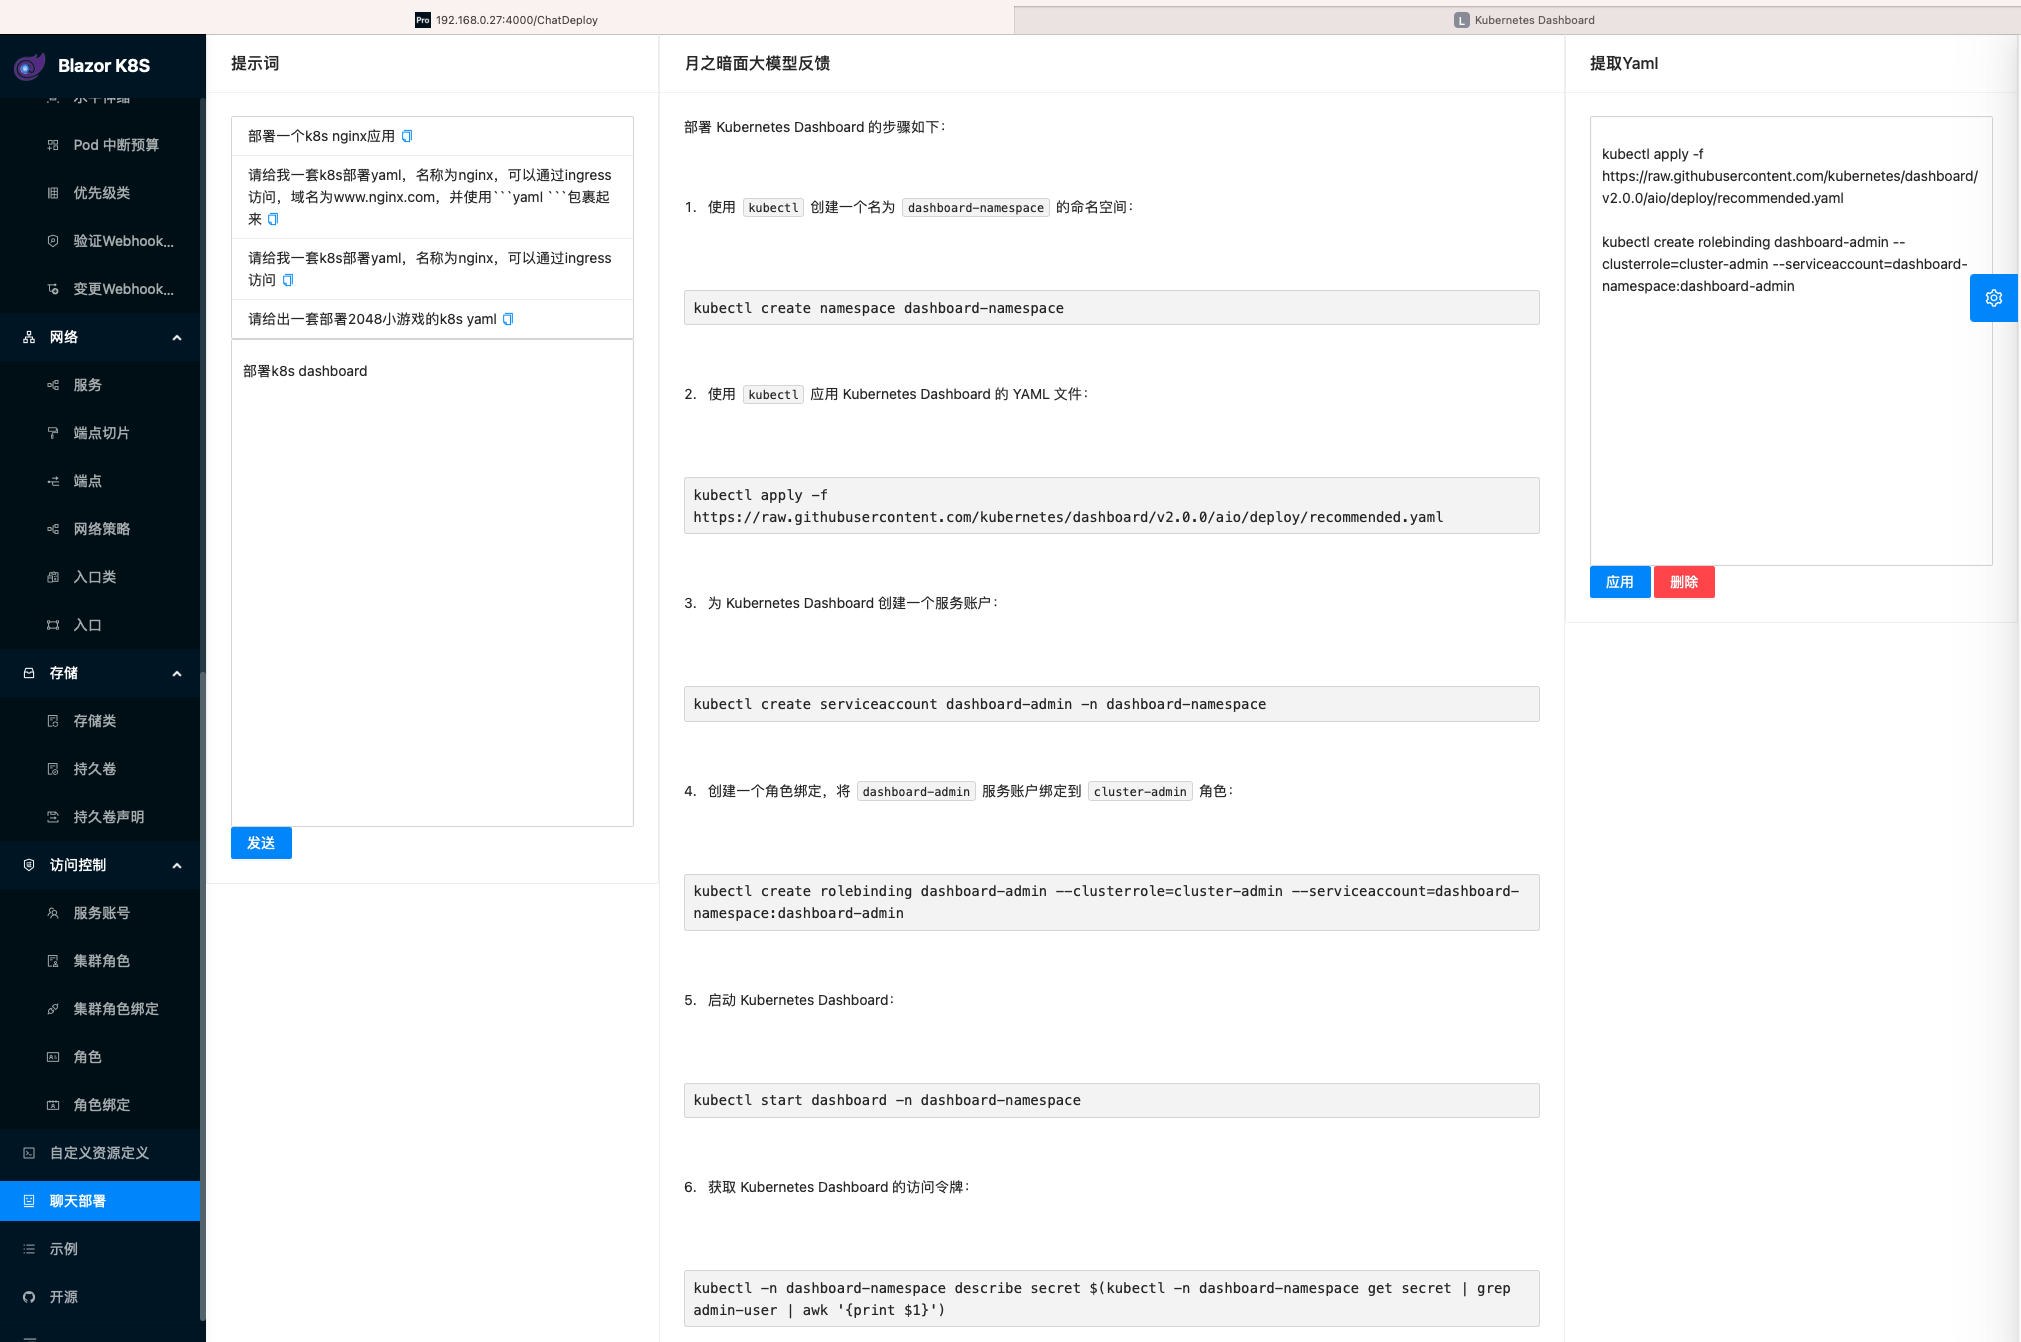 192.168.0.27:4000/ChatDeploy
Kubernetes Dashboard
Blazor K8S
水平伸缩
Pod 中断预算
优先级类
验证Webhook...
变更Webhook...
网络
服务
端点切片
端点
网络策略
入口类
入口
存储
存储类
持久卷
持久卷声明
访问控制
服务账号
集群角色
集群角色绑定
角色
角色绑定
自定义资源定义
聊天部署
示例
开源
提示词
部署一个k8s nginx应用
请给我一套k8s部署yaml，名称为nginx，可以通过ingress
访问，域名为www.nginx.com，并使用```yaml ```包裹起
来
请给我一套k8s部署yaml，名称为nginx，可以通过ingress
访问
请给出一套部署2048小游戏的k8s yaml
部署k8s dashboard
发送
月之暗面大模型反馈
部署 Kubernetes Dashboard 的步骤如下：
1. 使用 kubectl 创建一个名为 dashboard-namespace 的命名空间：
kubectl create namespace dashboard-namespace
2. 使用 kubectl 应用 Kubernetes Dashboard 的 YAML 文件：
kubectl apply -f
https://raw.githubusercontent.com/kubernetes/dashboard/v2.0.0/aio/deploy/recommended.yaml
3. 为 Kubernetes Dashboard 创建一个服务账户：
kubectl create serviceaccount dashboard-admin -n dashboard-namespace
4. 创建一个角色绑定，将 dashboard-admin 服务账户绑定到 cluster-admin 角色：
kubectl create rolebinding dashboard-admin --clusterrole=cluster-admin --serviceaccount=dashboard-
namespace:dashboard-admin
5. 启动 Kubernetes Dashboard：
kubectl start dashboard -n dashboard-namespace
6. 获取 Kubernetes Dashboard 的访问令牌：
kubectl -n dashboard-namespace describe secret $(kubectl -n dashboard-namespace get secret | grep
admin-user | awk '{print $1}')
提取Yaml
kubectl apply -f
https://raw.githubusercontent.com/kubernetes/dashboard/
v2.0.0/aio/deploy/recommended.yaml
kubectl create rolebinding dashboard-admin --
clusterrole=cluster-admin --serviceaccount=dashboard-
namespace:dashboard-admin
应用 删除